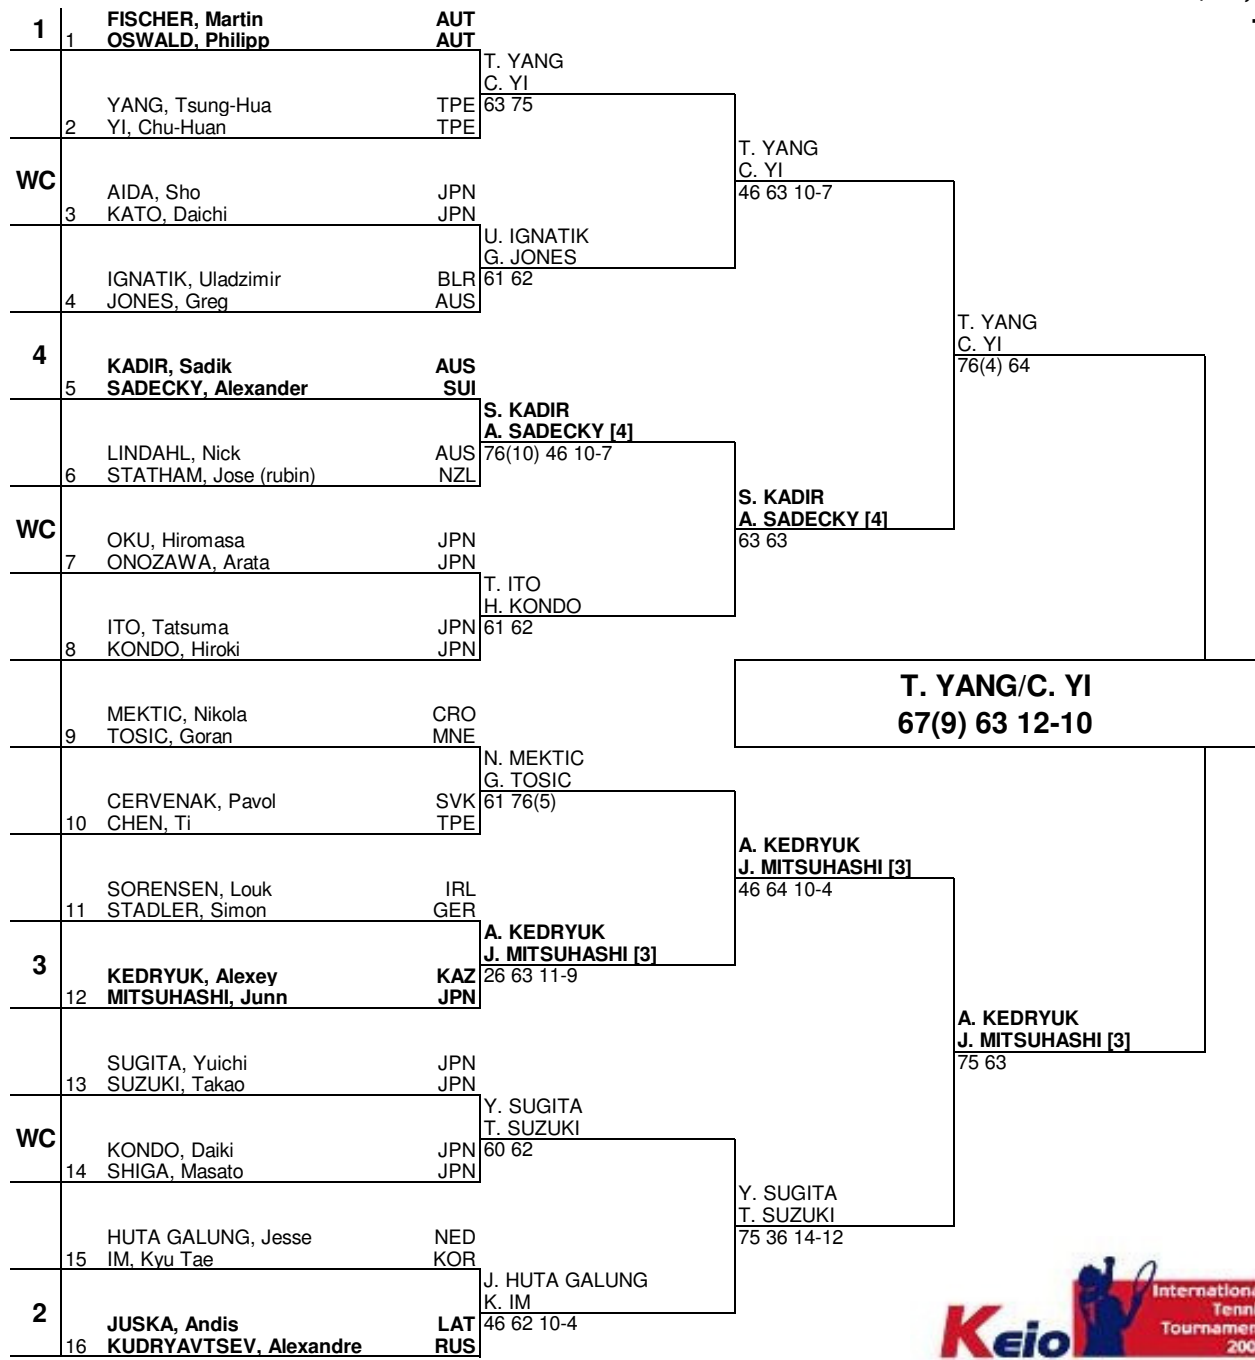 1
1 FISCHER, Martin AUT
OSWALD, Philipp AUT
T. YANG
C. YI
63 75
2 YANG, Tsung-Hua TPE
YI, Chu-Huan TPE
T. YANG
C. YI
46 63 10-7
WC
3 AIDA, Sho JPN
KATO, Daichi JPN
U. IGNATIK
G. JONES
61 62
4 IGNATIK, Uladzimir BLR
JONES, Greg AUS
T. YANG
C. YI
76(4) 64
4
5 KADIR, Sadik AUS
SADECKY, Alexander SUI
S. KADIR
A. SADECKY [4]
76(10) 46 10-7
6 LINDAHL, Nick AUS
STATHAM, Jose (rubin) NZL
S. KADIR
A. SADECKY [4]
63 63
WC
7 OKU, Hiromasa JPN
ONOZAWA, Arata JPN
T. ITO
H. KONDO
61 62
8 ITO, Tatsuma JPN
KONDO, Hiroki JPN
T. YANG/C. YI
67(9) 63 12-10
9 MEKTIC, Nikola CRO
TOSIC, Goran MNE
N. MEKTIC
G. TOSIC
61 76(5)
10 CERVENAK, Pavol SVK
CHEN, Ti TPE
A. KEDRYUK
J. MITSUHASHI [3]
46 64 10-4
11 SORENSEN, Louk IRL
STADLER, Simon GER
A. KEDRYUK
J. MITSUHASHI [3]
26 63 11-9
3
12 KEDRYUK, Alexey KAZ
MITSUHASHI, Junn JPN
A. KEDRYUK
J. MITSUHASHI [3]
75 63
13 SUGITA, Yuichi JPN
SUZUKI, Takao JPN
Y. SUGITA
T. SUZUKI
60 62
WC
14 KONDO, Daiki JPN
SHIGA, Masato JPN
Y. SUGITA
T. SUZUKI
75 36 14-12
15 HUTA GALUNG, Jesse NED
IM, Kyu Tae KOR
J. HUTA GALUNG
K. IM
46 62 10-4
2
16 JUSKA, Andis LAT
KUDRYAVTSEV, Alexandre RUS
Keio
Internationa
Tenni
Tournamen
200